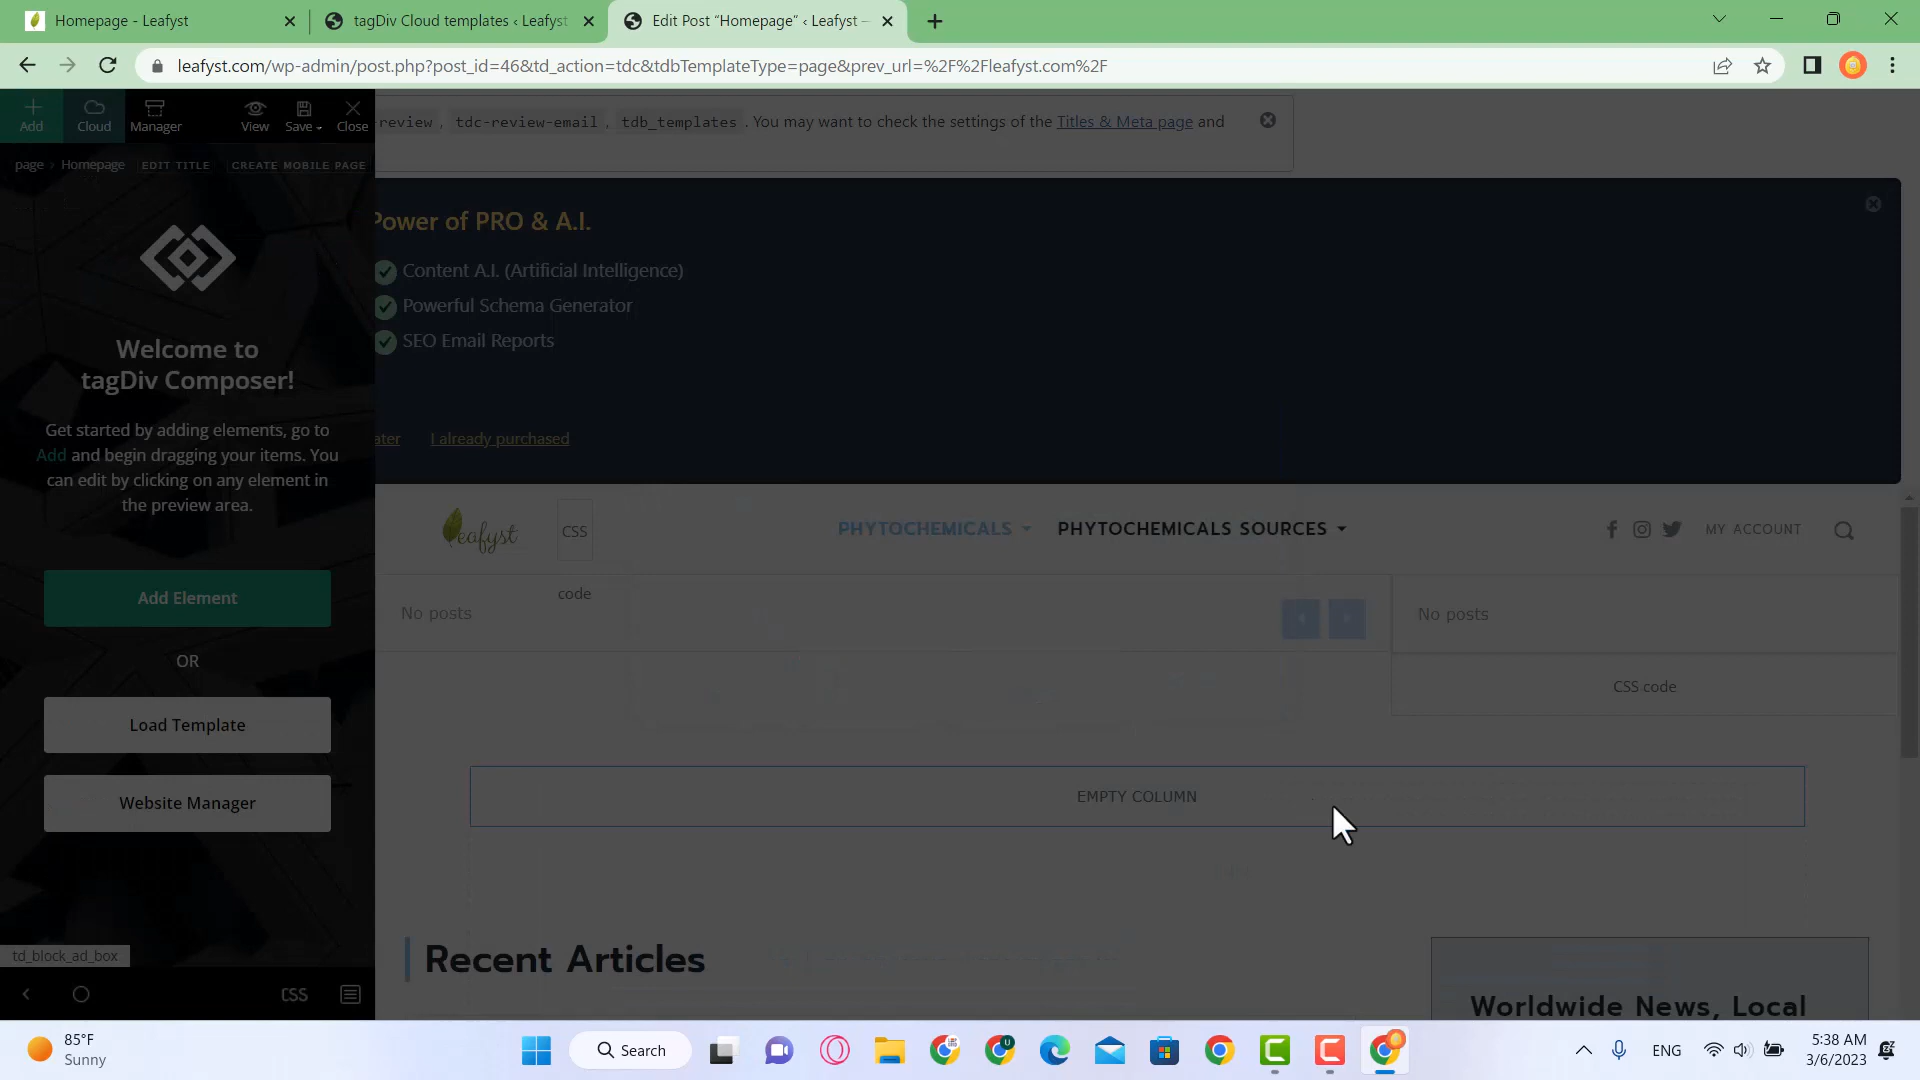 Homepage - Leafyst
tagDiv Cloud templates ‹ Leafyst
Edit Post “Homepage” ‹ Leafyst –
leafyst.com/wp-admin/post.php?post_id=46&td_action=tdc&tdbTemplateType=page&prev_url=%2F%2Fleafyst.com%2F
Add
Cloud
Manager
View
Save
Close
review , tdc-review-email , tdb_templates . You may want to check the settings of the Titles & Meta page and
page › Homepage EDIT TITLE CREATE MOBILE PAGE
Power of PRO & A.I.
Content A.I. (Artificial Intelligence)
Powerful Schema Generator
SEO Email Reports
ater I already purchased
Welcome to
tagDiv Composer!
Get started by adding elements, go to
Add and begin dragging your items. You
can edit by clicking on any element in
the preview area.
Add Element
OR
Load Template
Website Manager
td_block_ad_box
CSS
Leafyst
CSS
code
PHYTOCHEMICALS
PHYTOCHEMICALS SOURCES
MY ACCOUNT
No posts
No posts
CSS code
EMPTY COLUMN
Recent Articles
Worldwide News, Local
85°F
Sunny
Search
U
ENG
5:38 AM
3/6/2023